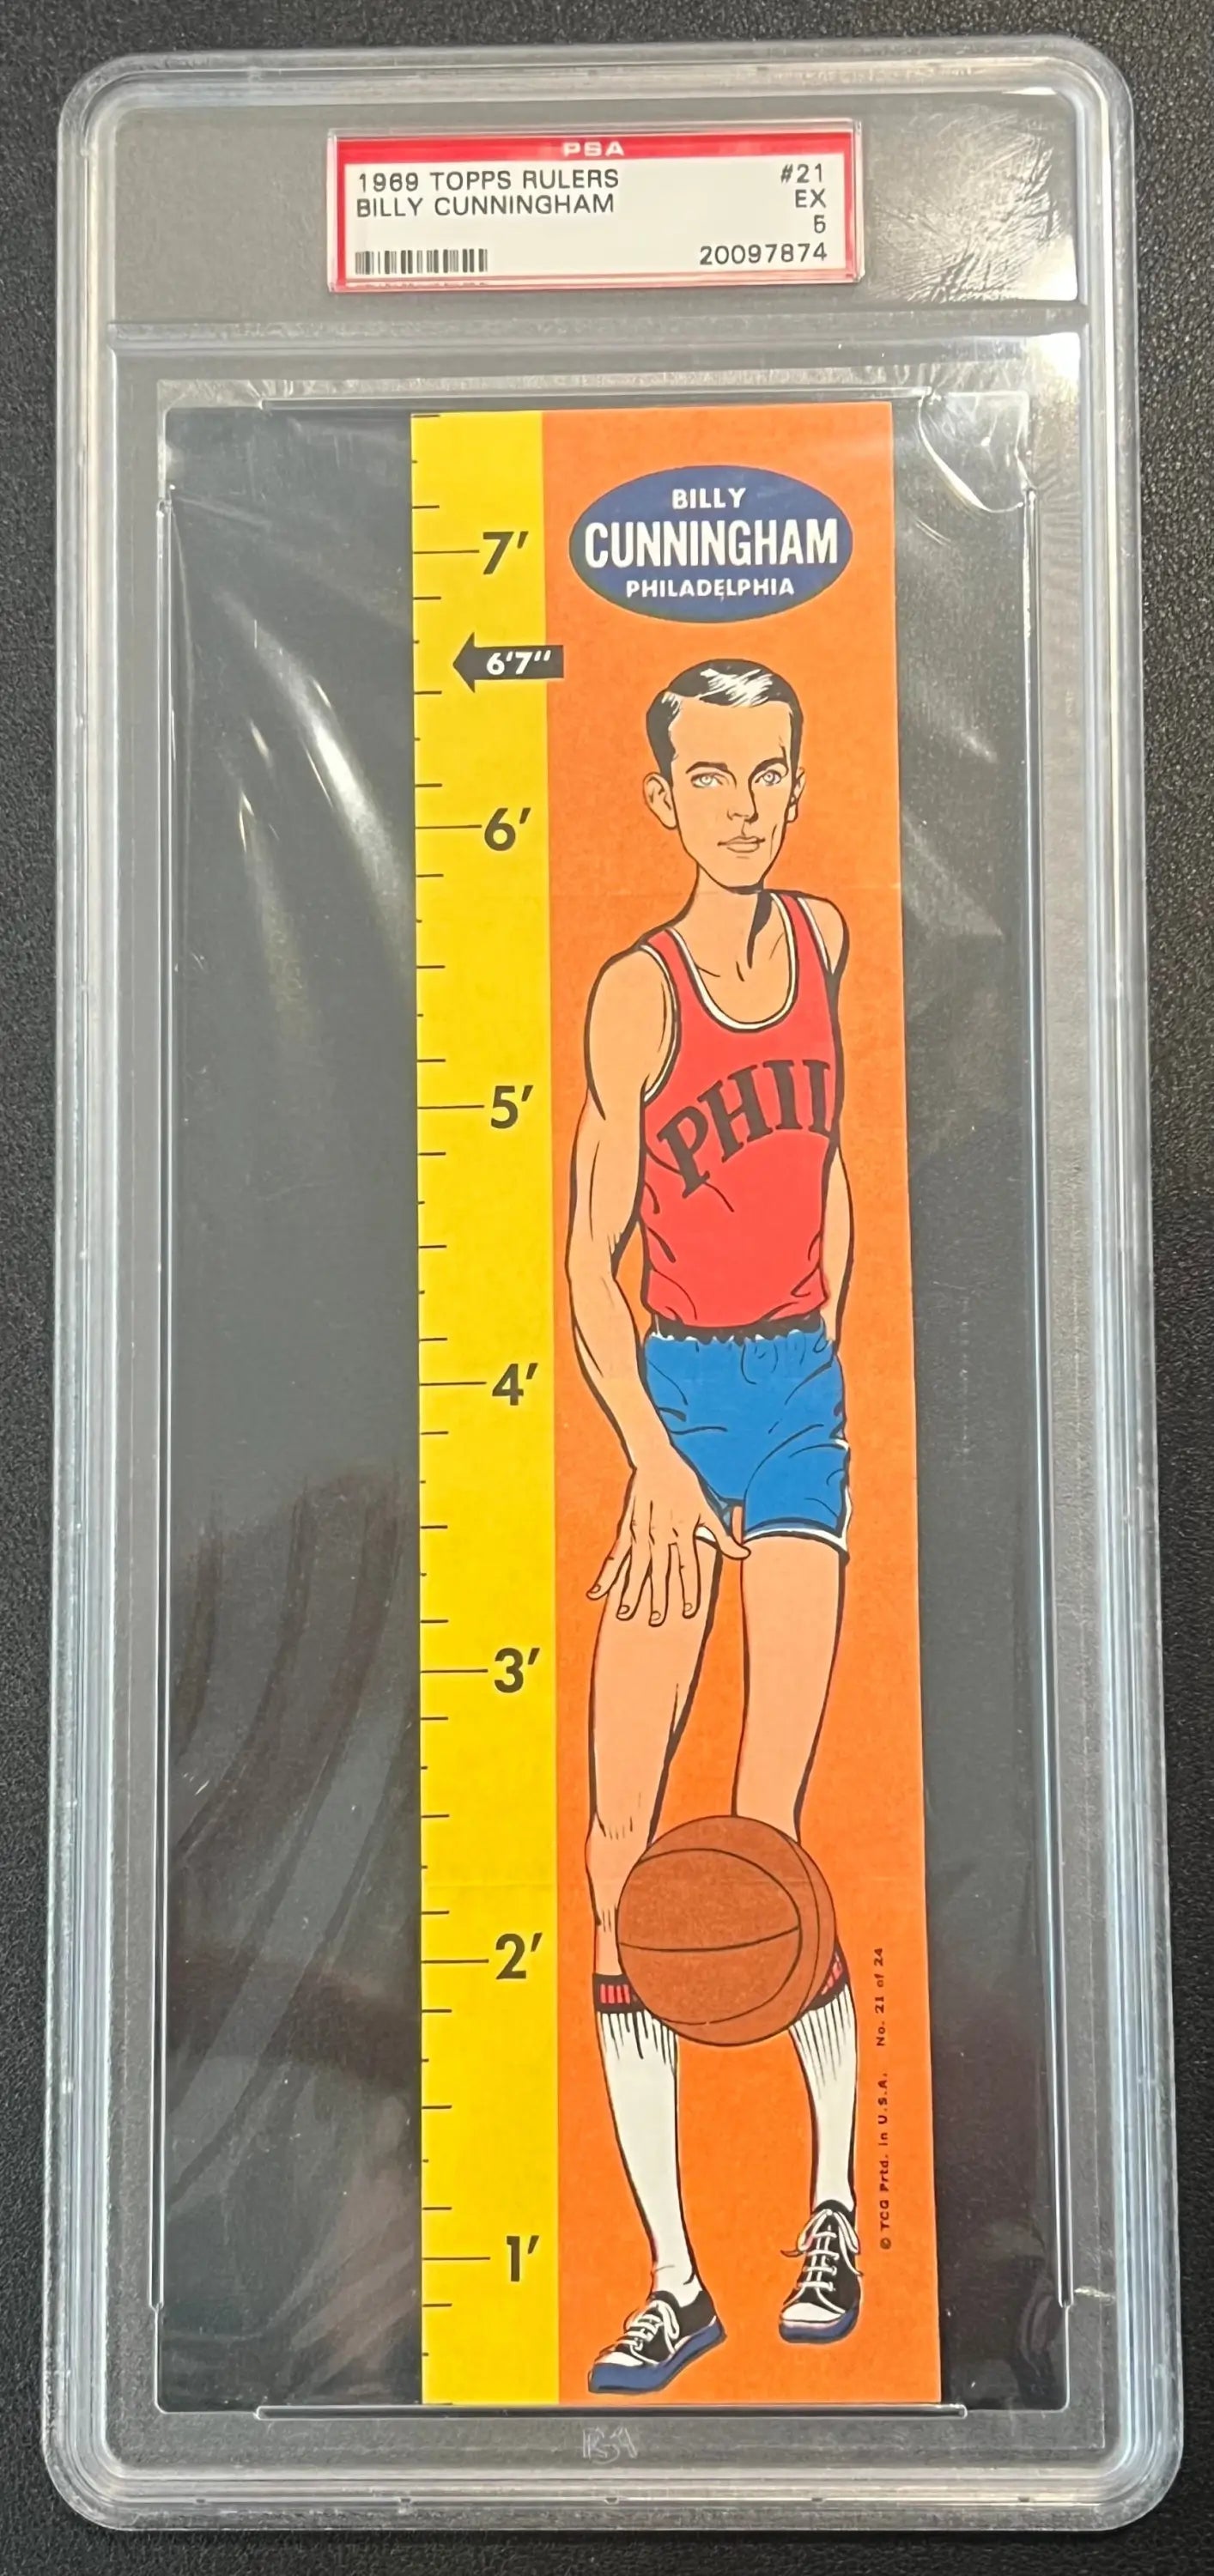 PSA
1969 TOPPS RULERS #21
BILLY CUNNINGHAM EX
5
20097874
BILLY
CUNNINGHAM
PHILADELPHIA
7'
6'7"
6'
5'
PHIL
4'
3'
2'
1'
© TCG Prtd. in U.S.A. No. 21 of 24
PSA